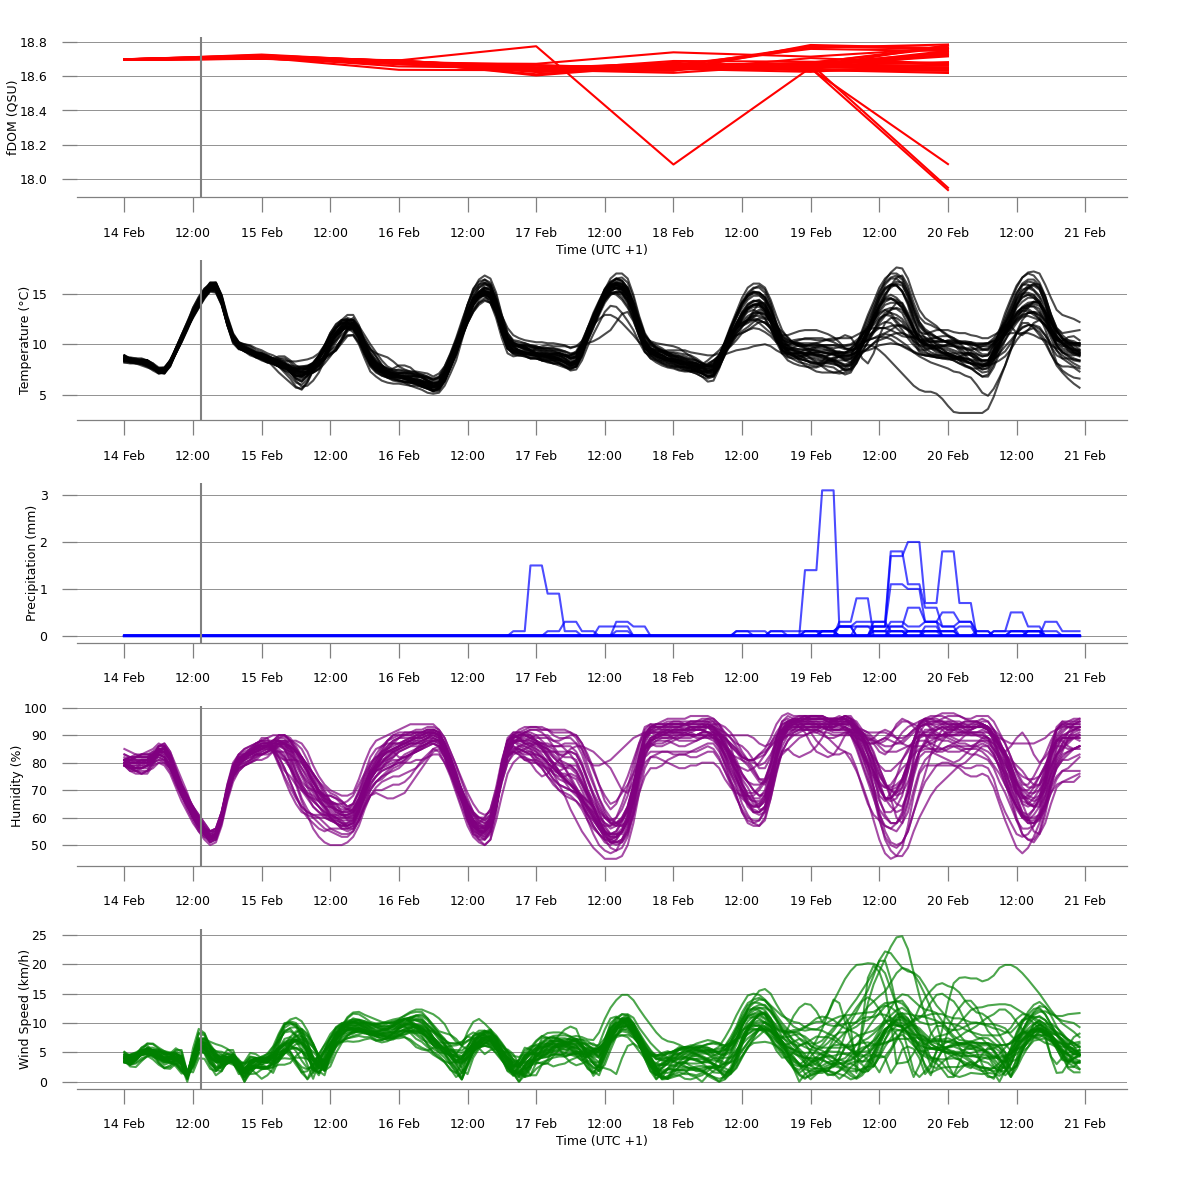 18.8
18.6
18.4
18.2
18.0
fDOM (QSU)
14 Feb 12:00 15 Feb 12:00 16 Feb 12:00 17 Feb 12:00 18 Feb 12:00 19 Feb 12:00 20 Feb 12:00 21 Feb
Time (UTC +1)
15
10
5
Temperature (°C)
14 Feb 12:00 15 Feb 12:00 16 Feb 12:00 17 Feb 12:00 18 Feb 12:00 19 Feb 12:00 20 Feb 12:00 21 Feb
3
2
1
0
Precipitation (mm)
14 Feb 12:00 15 Feb 12:00 16 Feb 12:00 17 Feb 12:00 18 Feb 12:00 19 Feb 12:00 20 Feb 12:00 21 Feb
100
90
80
70
60
50
Humidity (%)
14 Feb 12:00 15 Feb 12:00 16 Feb 12:00 17 Feb 12:00 18 Feb 12:00 19 Feb 12:00 20 Feb 12:00 21 Feb
25
20
15
10
5
0
Wind Speed (km/h)
14 Feb 12:00 15 Feb 12:00 16 Feb 12:00 17 Feb 12:00 18 Feb 12:00 19 Feb 12:00 20 Feb 12:00 21 Feb
Time (UTC +1)